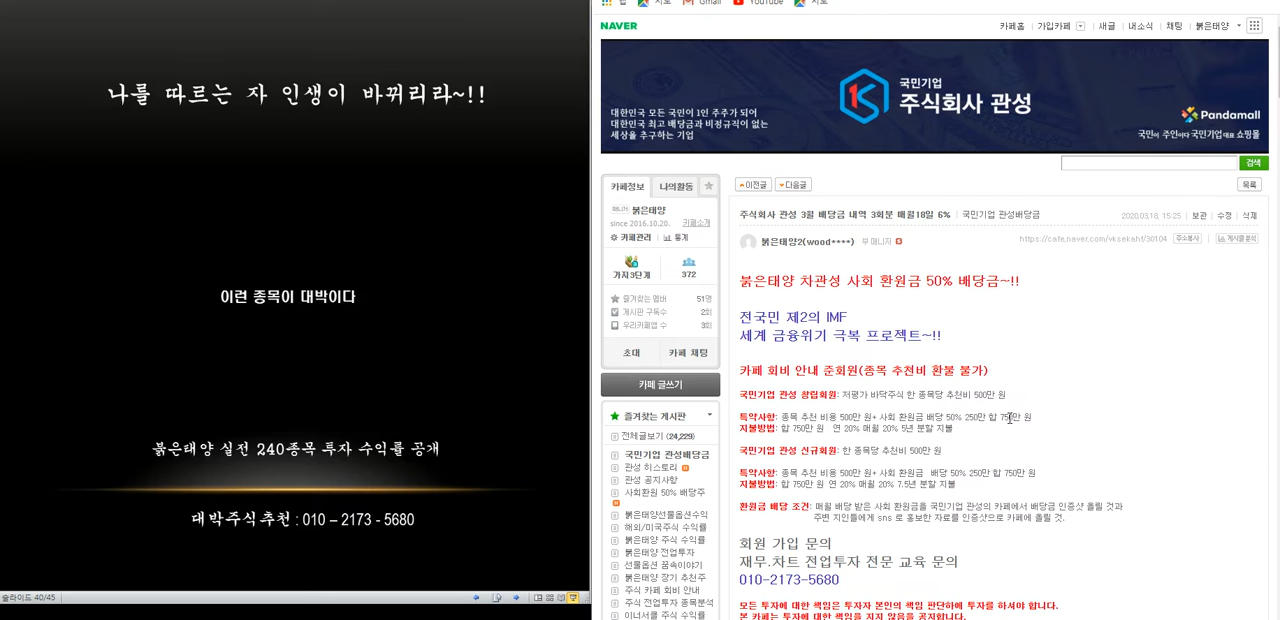 나를 따르는 자 인생이 바뀌리라~!!
이런 종목이 대박이다
붉은태양 실전 240종목 투자 수익률 공개
대박주식추천 : 010 – 2173 - 5680
슬라이드 40/45
앱
지도
Gmail
YouTube
지도
NAVER
카페홈
가입카페
새글
내소식
채팅
붉은태양
대한민국 모든 국민이 1인 주주가 되어
대한민국 최고 배당금과 비정규직이 없는
세상을 추구하는 기업
국민기업
주식회사 관성
Pandamall
국민이 주인이다 국민기업대표 쇼핑몰
검색
카페정보
나의활동
이전글
다음글
목록
매니저 붉은태양
since 2016.10.20. 카페소개
카페관리
통계
가지3단계
372
즐겨찾는 멤버 51명
게시판 구독수 2회
우리카페앱 수 3회
초대
카페 채팅
카페 글쓰기
즐겨찾는 게시판
전체글보기 (24,229)
국민기업 관성배당금
관성 히스토리
관성 공지사항
사회환원 50% 배당주
붉은태양선물옵션수익
해외/미국주식 수익률
붉은태양 주식 수익률
붉은태양 전업투자
선물옵션 꿈속이야기
붉은태양 장기 추천주
주식 카페 회비 안내
주식 전업투자 종목분석
이너서클 주식 수익률
주식회사 관성 3월 배당금 내역 3회분 매월18일 6%
국민기업 관성배당금
2020.03.18, 15:25
보관
수정
삭제
붉은태양2(wood****) 부매니저
https://cafe.naver.com/vksekahf/30104
주소복사
게시글 분석
붉은태양 차관성 사회 환원금 50% 배당금~!!
전국민 제2의 IMF
세계 금융위기 극복 프로젝트~!!
카페 회비 안내 준회원(종목 추천비 환불 불가)
국민기업 관성 창립회원: 저평가 바닥주식 한 종목당 추천비 500만 원
특약사항: 종목 추천 비용 500만 원+ 사회 환원금 배당 50% 250만 합 750만 원
지불방법: 합 750만 원 연 20% 매월 20% 5년 분할 지불
국민기업 관성 신규회원: 한 종목당 추천비 500만 원
특약사항: 종목 추천 비용 500만 원+ 사회 환원금 배당 50% 250만 합 750만 원
지불방법: 합 750만 원 연 20% 매월 20% 7.5년 분할 지불
환원금 배당 조건: 매월 배당 받은 사회 환원금을 국민기업 관성의 카페에서 배당금 인증샷 올릴 것과
주변 지인들에게 sns 로 홍보한 자료를 인증샷으로 카페에 올릴 것.
회원 가입 문의
재무.차트 전업투자 전문 교육 문의
010-2173-5680
모든 투자에 대한 책임은 투자자 본인의 책임 판단하에 투자를 하셔야 합니다.
본 카페는 투자에 대한 책임을 지지 않음을 공지합니다.